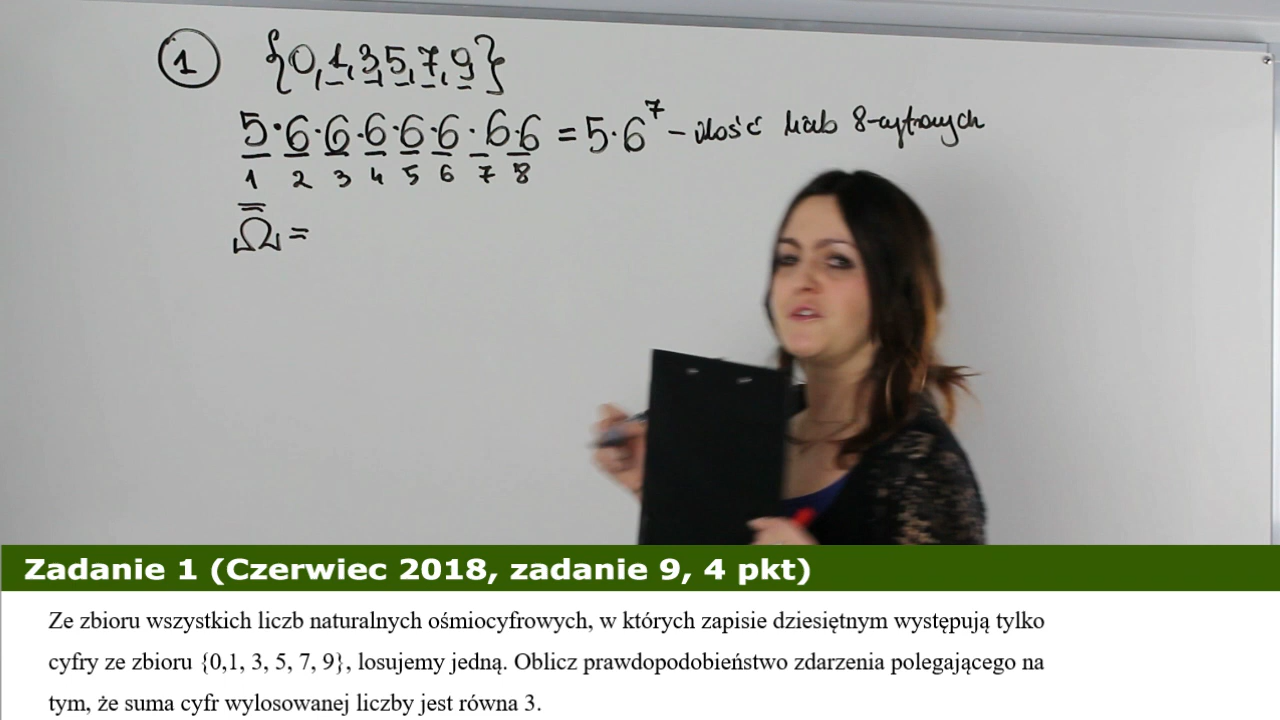 1 {0,1,3,5,7,9}
5·6·6·6·6·6·6·6 = 5·6⁷ – ilość liczb 8-cyfrowych
1 2 3 4 5 6 7 8
Ω̿ =
Zadanie 1 (Czerwiec 2018, zadanie 9, 4 pkt)
Ze zbioru wszystkich liczb naturalnych ośmiocyfrowych, w których zapisie dziesiętnym występują tylko
cyfry ze zbioru {0,1, 3, 5, 7, 9}, losujemy jedną. Oblicz prawdopodobieństwo zdarzenia polegającego na
tym, że suma cyfr wylosowanej liczby jest równa 3.